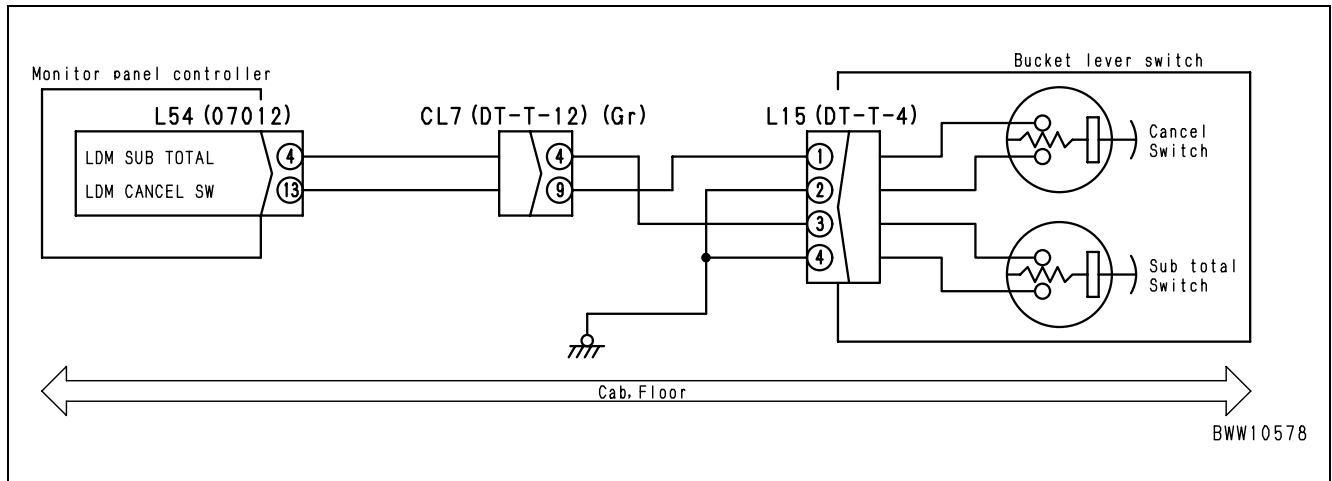 Monitor panel controller
Bucket lever switch
L54 (07012)
CL7 (DT-T-12) (Gr)
L15 (DT-T-4)
LDM SUB TOTAL
4
LDM CANCEL SW
13
4
9
1
2
3
4
Cancel
Switch
Sub total
Switch
Cab, Floor
BWW10578